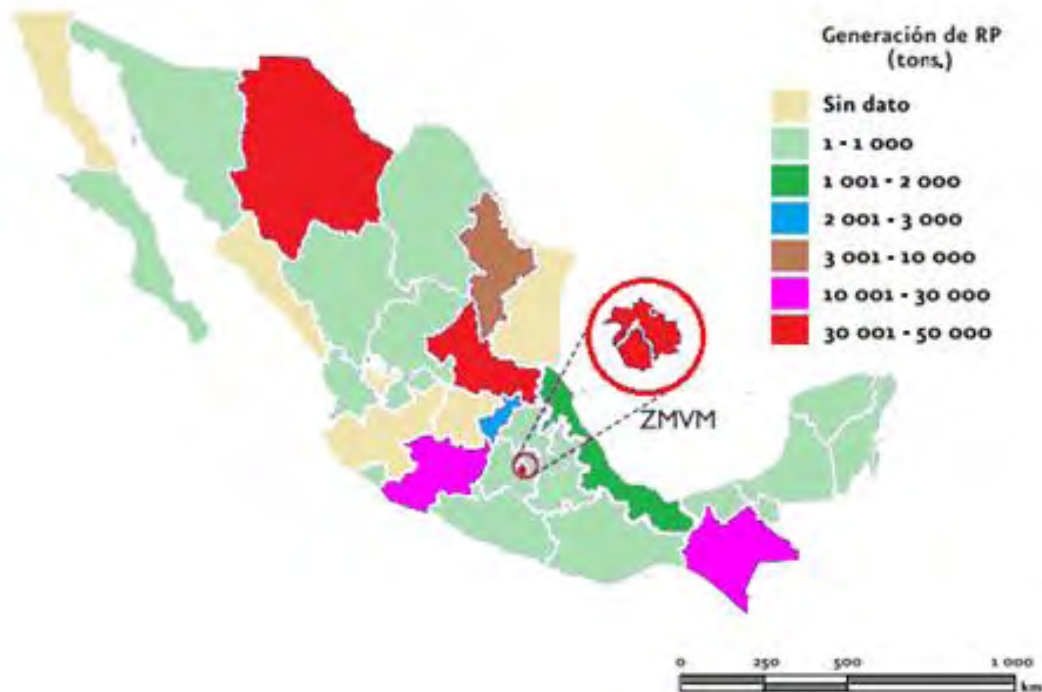 Generación de RP
(tons.)
Sin dato
1 - 1 000
1 001 - 2 000
2 001 - 3 000
3 001 - 10 000
10 001 - 30 000
30 001 - 50 000
ZMVM
0 250 500 1 000
km